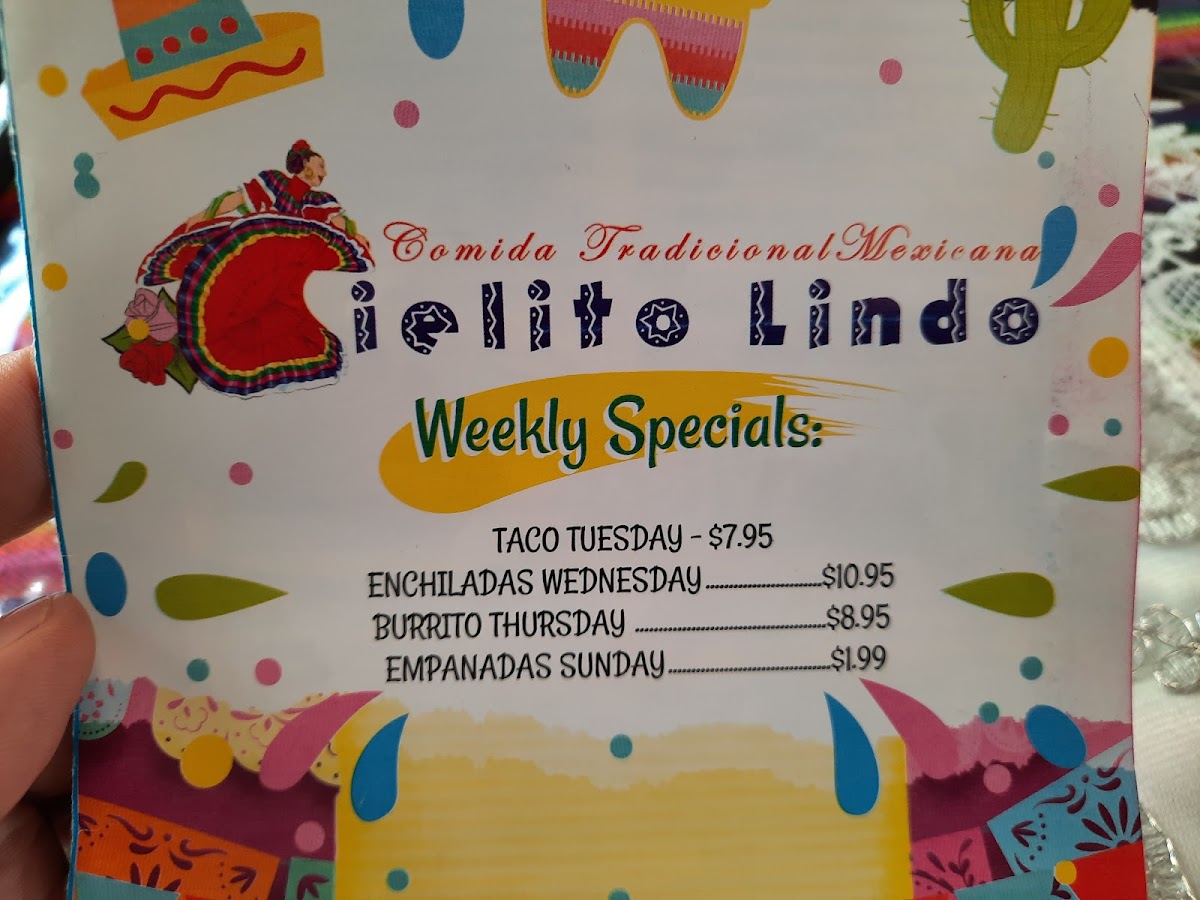 Comida Tradicional Mexicana
Cielito Lindo
Weekly Specials:
TACO TUESDAY - $7.95
ENCHILADAS WEDNESDAY..............................$10.95
BURRITO THURSDAY ..................................................$8.95
EMPANADAS SUNDAY..........................................$1.99